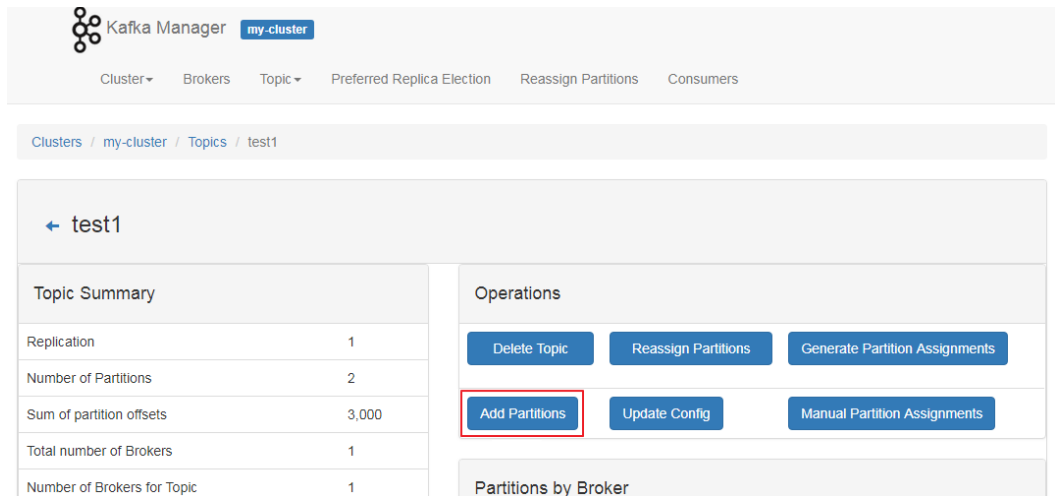 Kafka Manager my-cluster
Cluster Brokers Topic Preferred Replica Election Reassign Partitions Consumers
Clusters / my-cluster / Topics / test1
← test1
Topic Summary
Replication 1
Number of Partitions 2
Sum of partition offsets 3,000
Total number of Brokers 1
Number of Brokers for Topic 1
Operations
Delete Topic Reassign Partitions Generate Partition Assignments
Add Partitions Update Config Manual Partition Assignments
Partitions by Broker